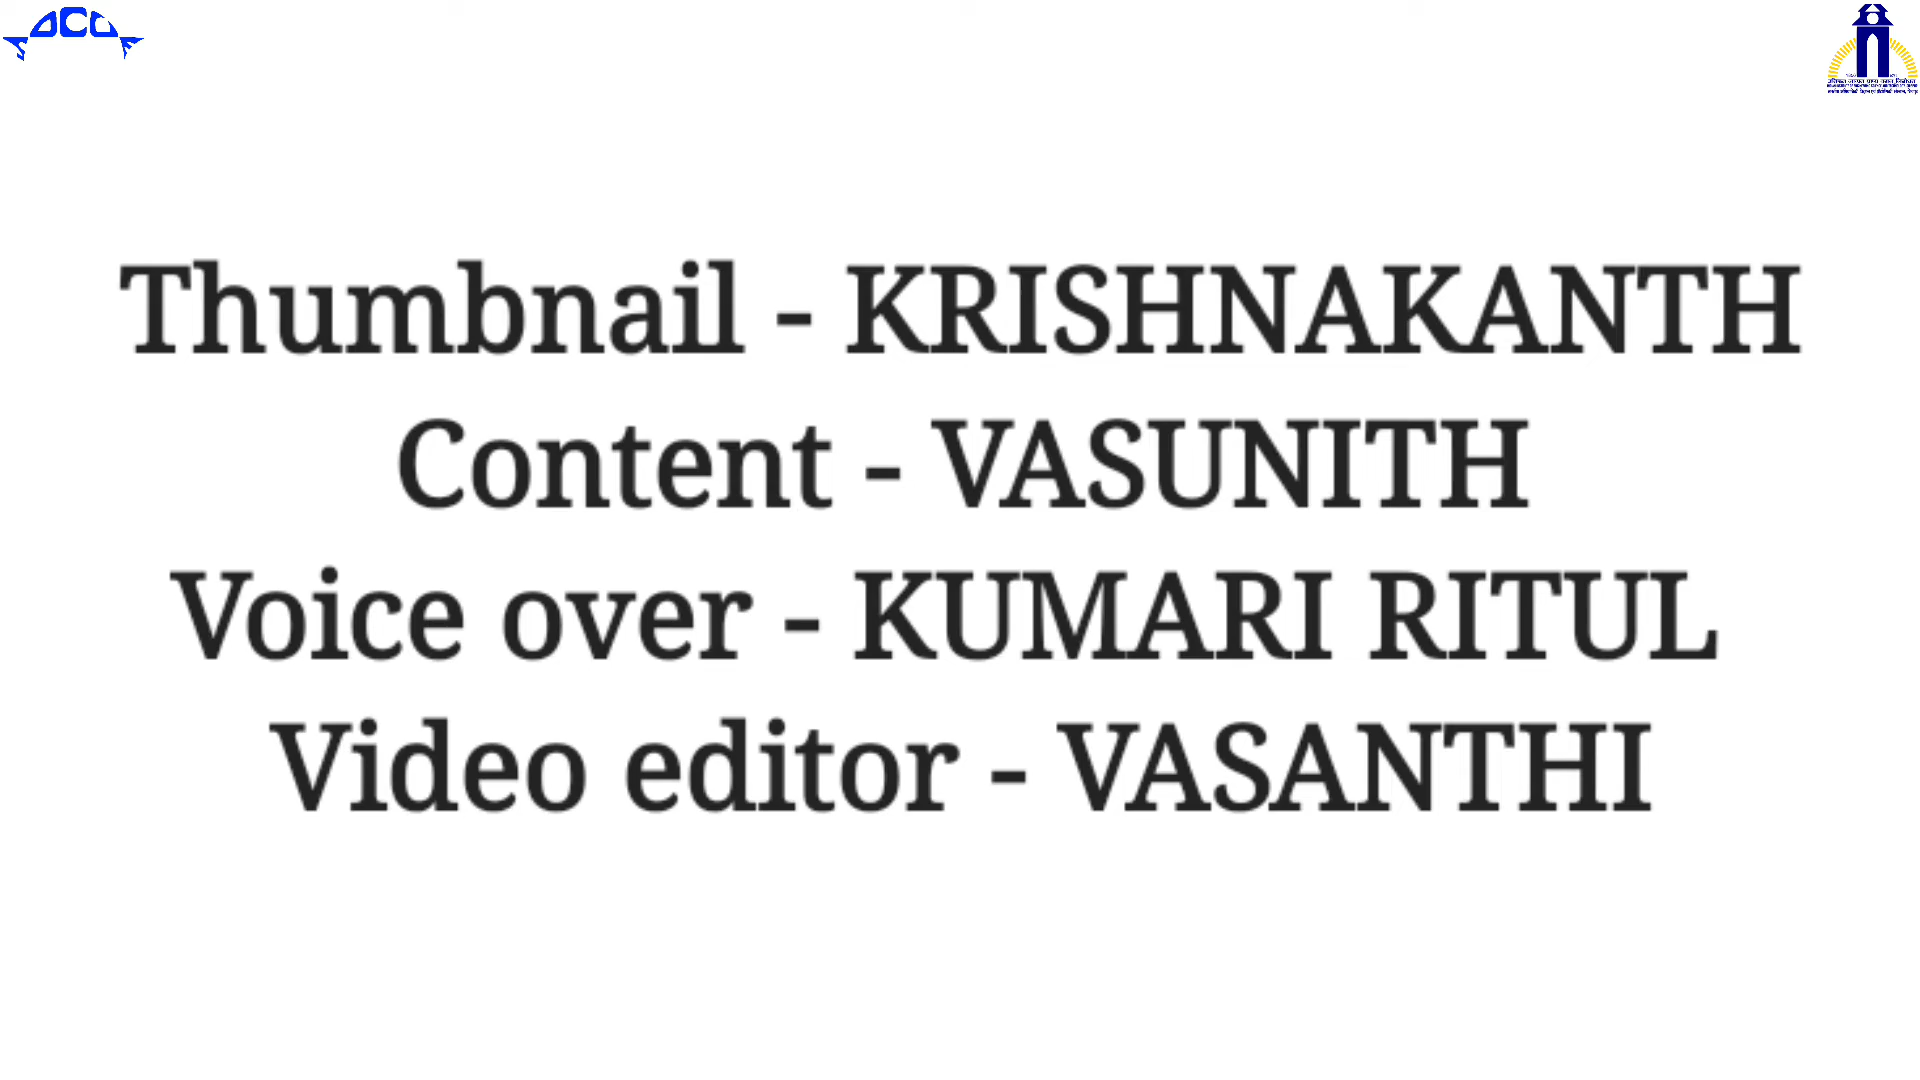 Thumbnail - KRISHNAKANTH
Content - VASUNITH
Voice over - KUMARI RITUL
Video editor - VASANTHI